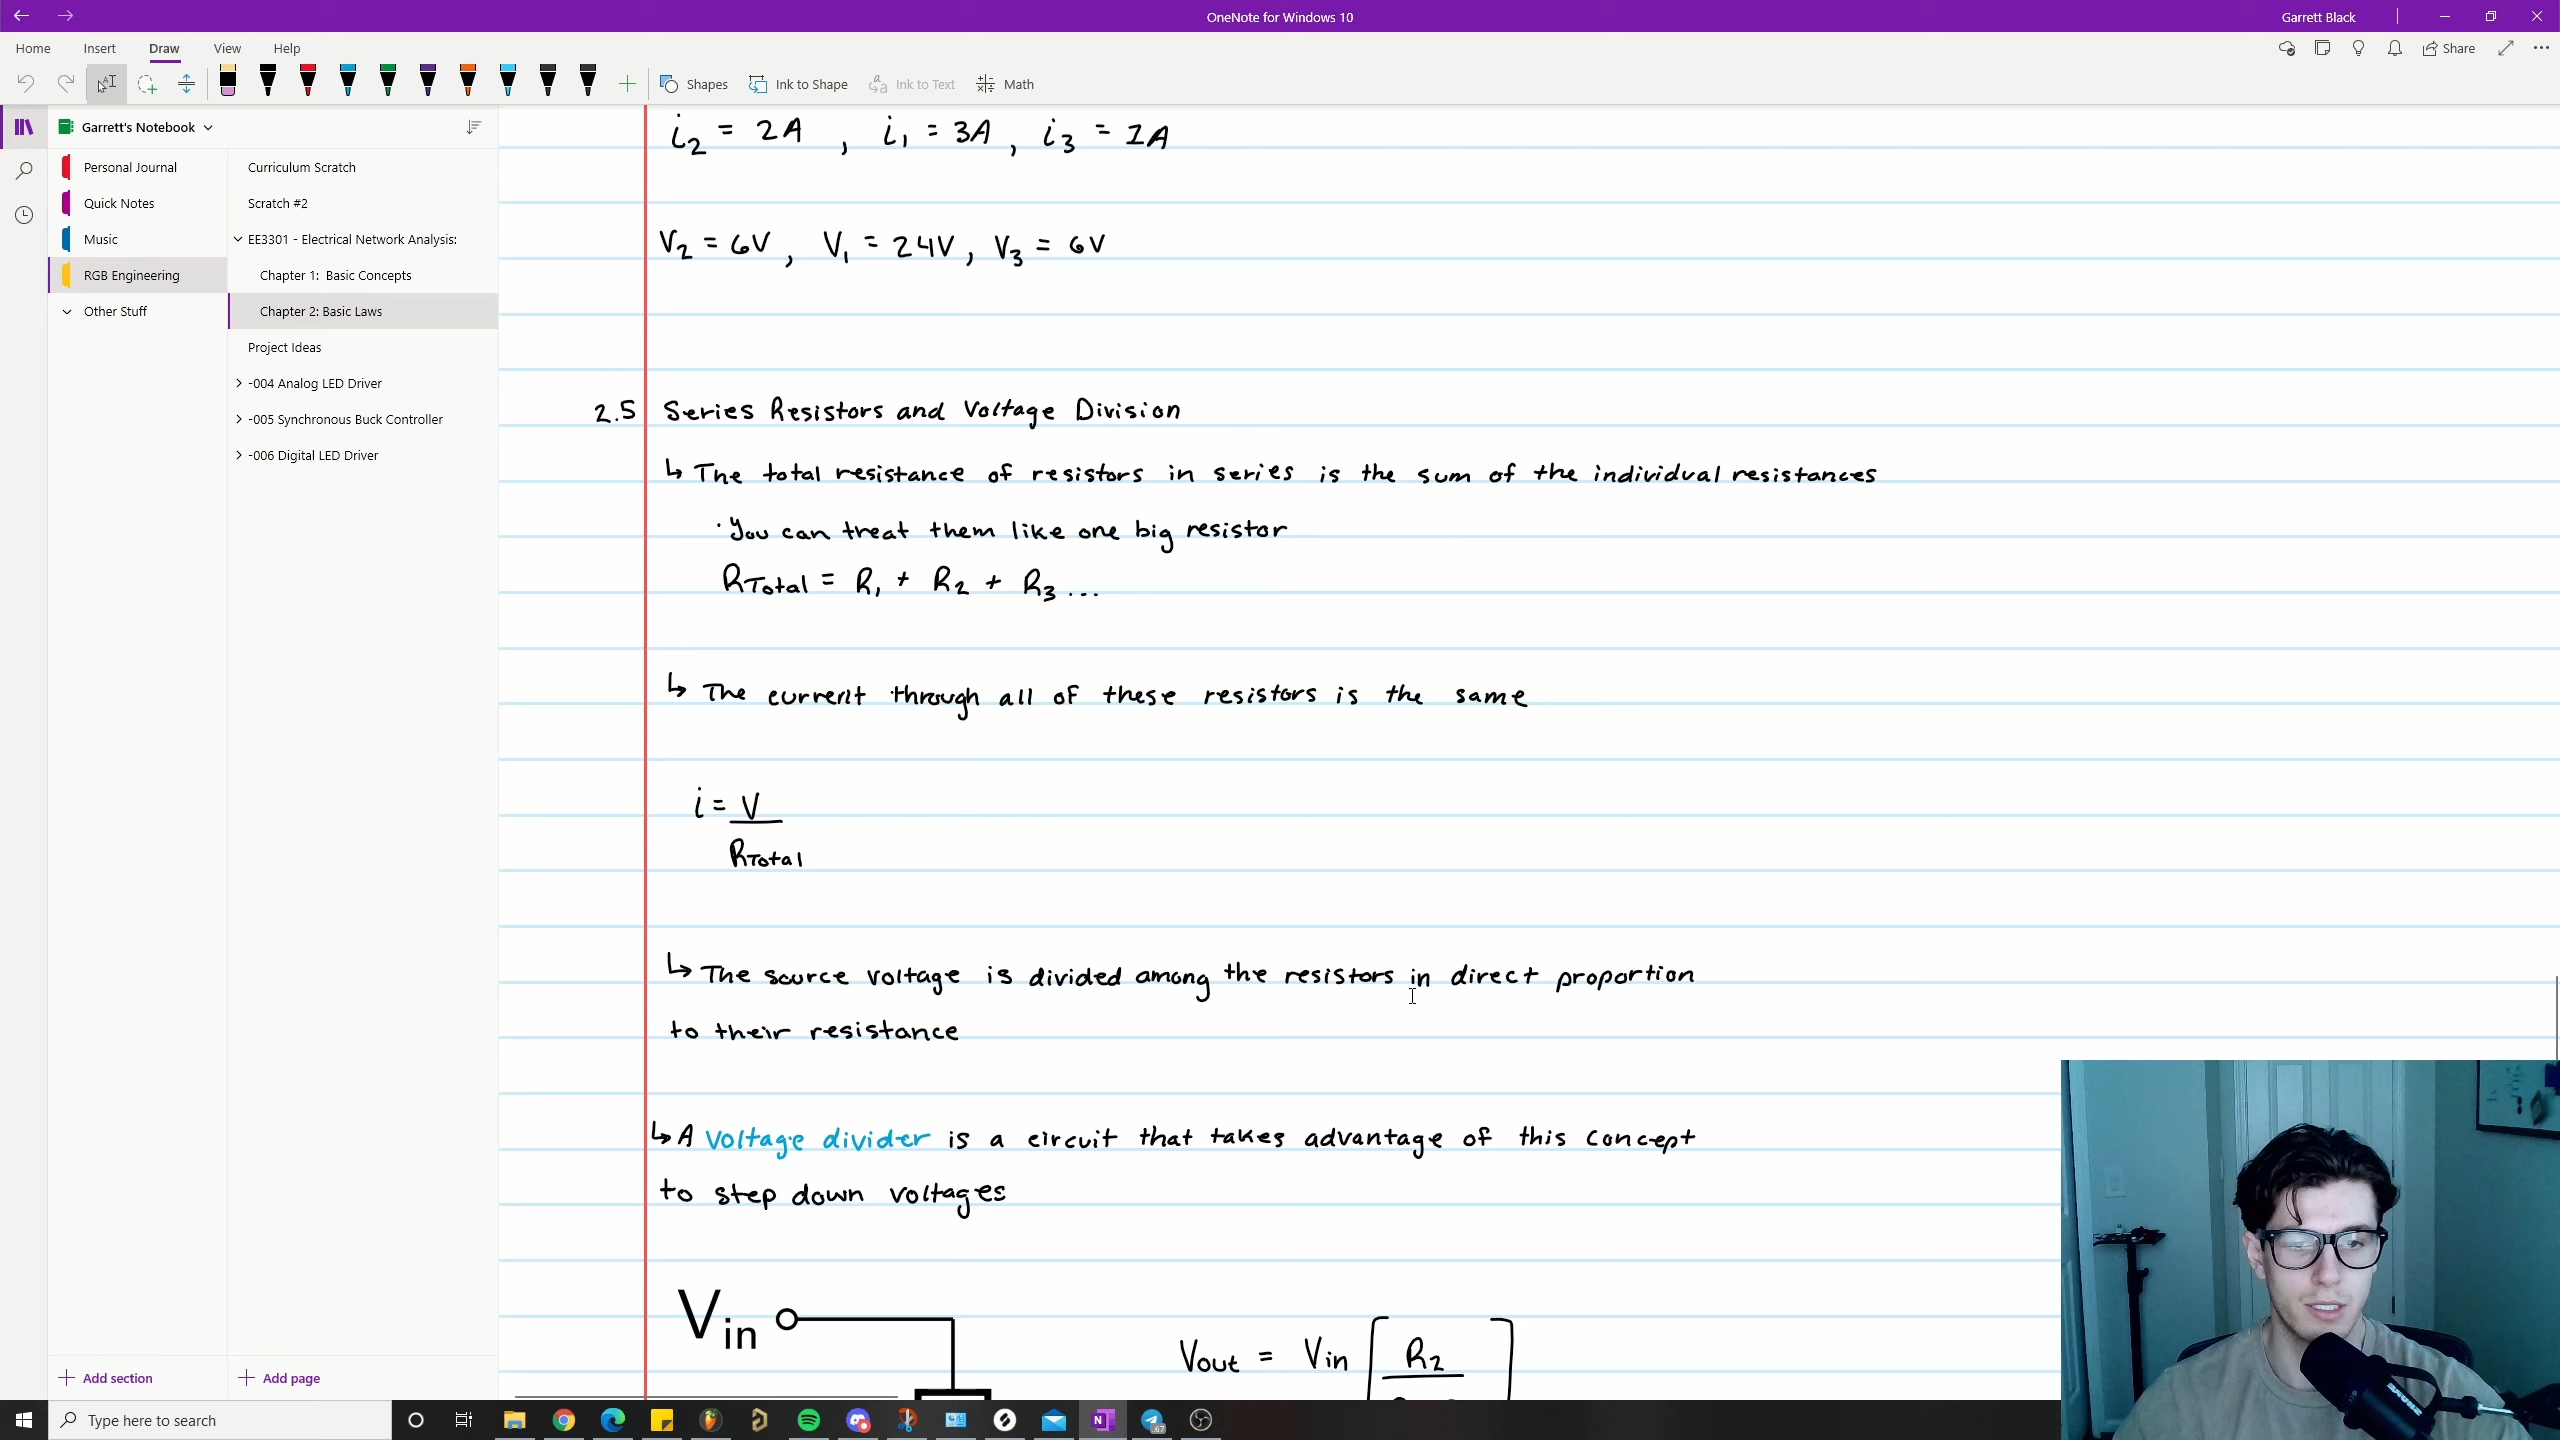 OneNote for Windows 10
Garrett Black
Home Insert Draw View Help
Share
Shapes Ink to Shape Ink to Text Math
Garrett's Notebook
Personal Journal
Quick Notes
Music
RGB Engineering
Other Stuff
Curriculum Scratch
Scratch #2
EE3301 - Electrical Network Analysis:
Chapter 1: Basic Concepts
Chapter 2: Basic Laws
Project Ideas
-004 Analog LED Driver
-005 Synchronous Buck Controller
-006 Digital LED Driver
i2 = 2A , i1 = 3A , i3 = 1A
V2 = 6V , V1 = 24V , V3 = 6V
2.5 Series Resistors and Voltage Division
↳ The total resistance of resistors in series is the sum of the individual resistances
· You can treat them like one big resistor
RTotal = R1 + R2 + R3 ...
↳ The current through all of these resistors is the same
i = V
RTotal
↳ The source voltage is divided among the resistors in direct proportion
to their resistance
↳ A voltage divider is a circuit that takes advantage of this concept
to step down voltages
Vin
Vout = Vin [ R2 ]
Add section
Add page
Type here to search